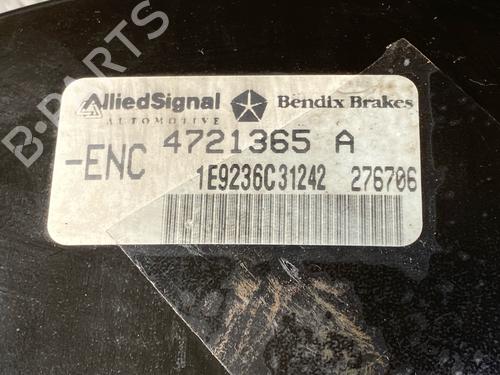 B-PARTS
AlliedSignal
AUTOMOTIVE
Bendix Brakes
-ENC 4721365 A
1E9236C31242 276706